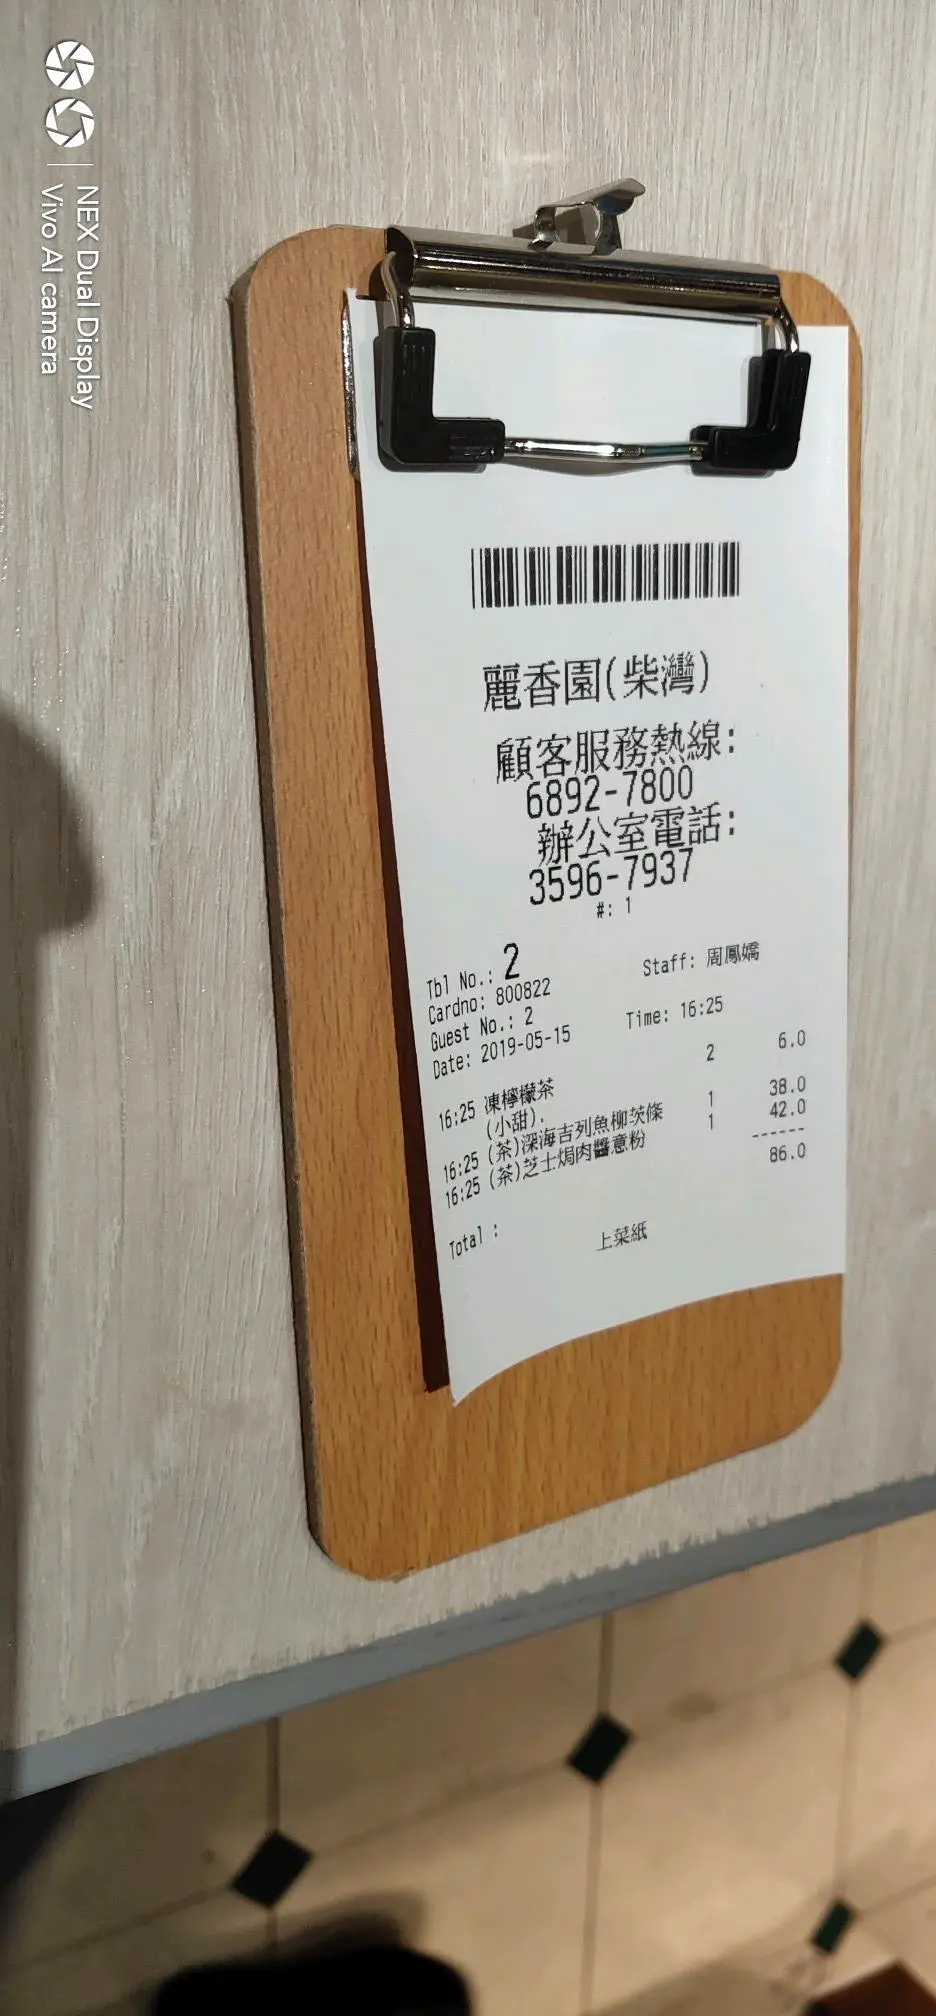 NEX Dual Display
Vivo AI camera
麗香園(柴灣)
顧客服務熱線:
6892-7800
辦公室電話:
3596-7937
#: 1
Tbl No.: 2 Staff: 周鳳嬌
Cardno: 800822
Guest No.: 2 Time: 16:25
Date: 2019-05-15
16:25 凍檸檬茶 2 6.0
(小甜).
16:25 (茶)深海吉列魚柳茨條 1 38.0
16:25 (茶)芝士焗肉醬意粉 1 42.0
------
Total : 86.0
上菜紙